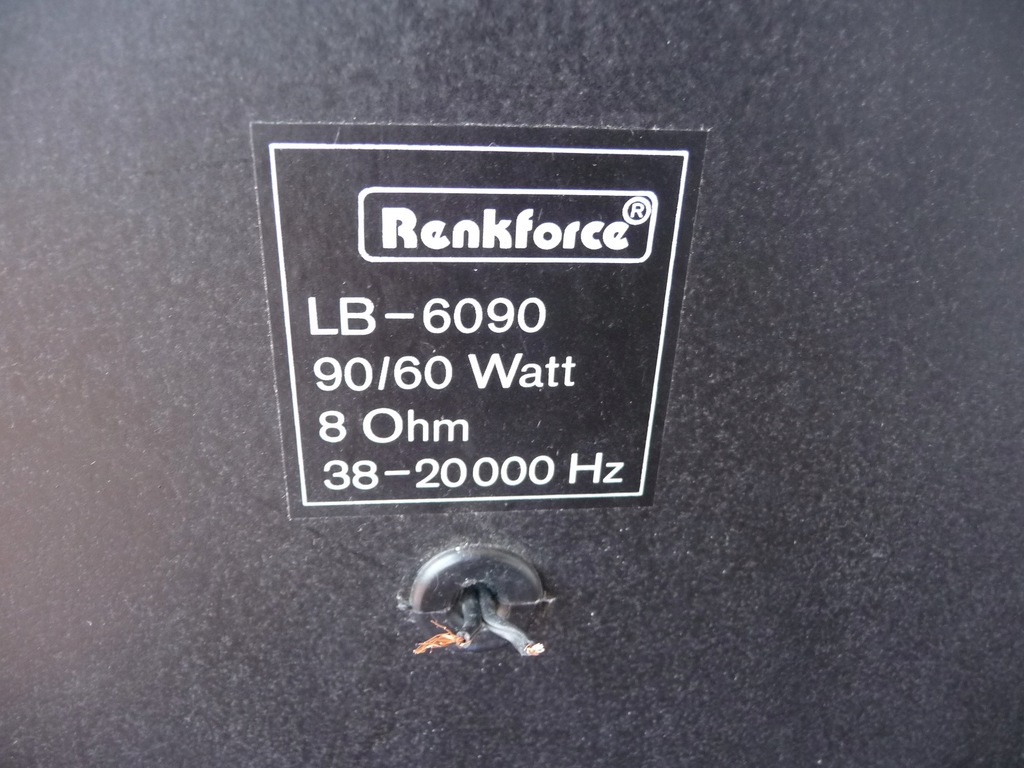 Renkforce®
LB-6090
90/60 Watt
8 Ohm
38-20000 Hz